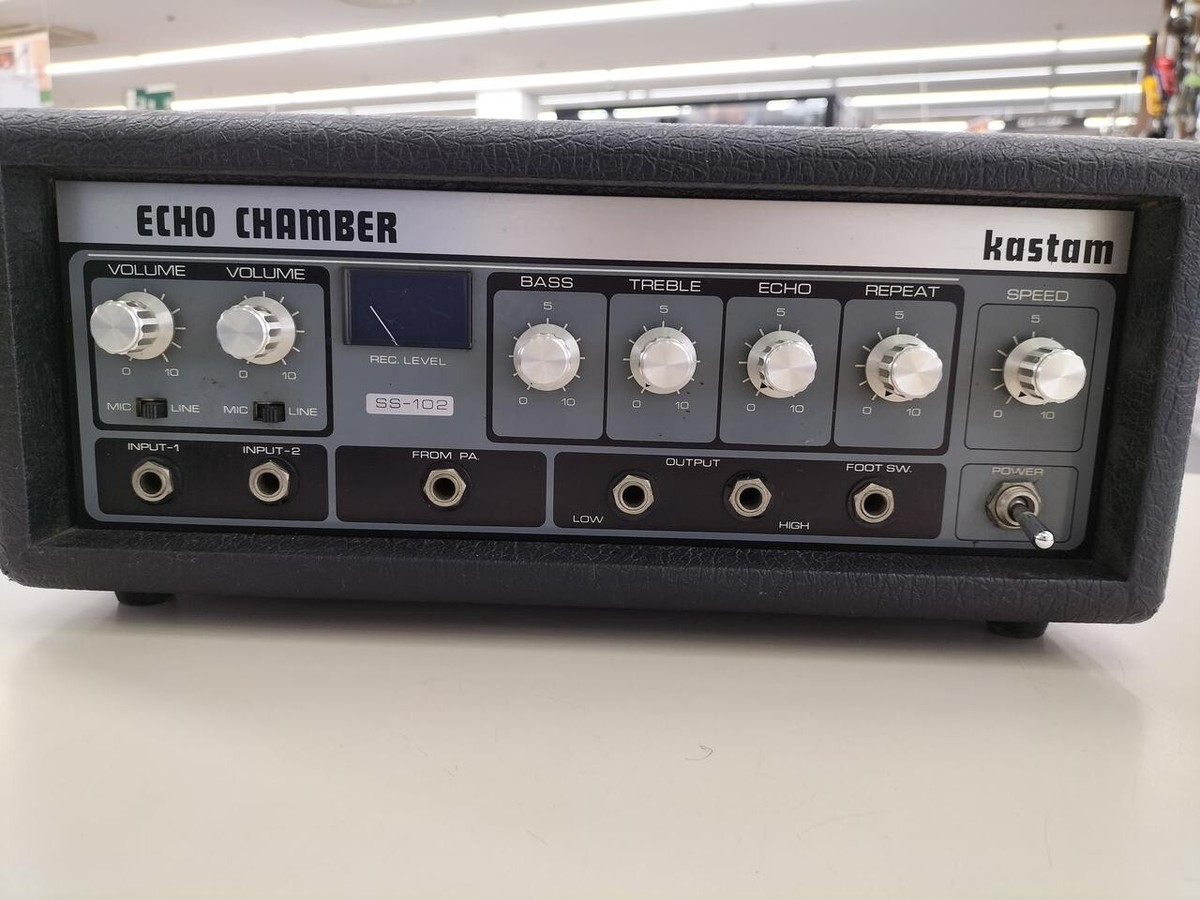 ECHO CHAMBER
kastam
VOLUME VOLUME
0 10 0 10
MIC LINE MIC LINE
REC. LEVEL
SS-102
BASS TREBLE ECHO REPEAT SPEED
5 5 5 5 5
0 10 0 10 0 10 0 10 0 10
INPUT-1 INPUT-2
FROM PA.
OUTPUT
LOW HIGH
FOOT SW.
POWER